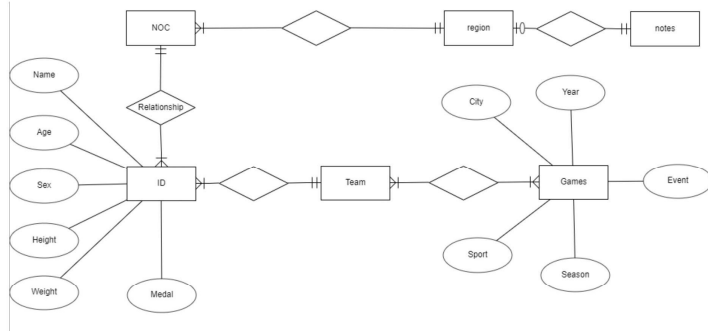 NOC
region
notes
Name
Relationship
Age
City
Year
Sex
ID
Team
Games
Event
Height
Sport
Season
Weight
Medal